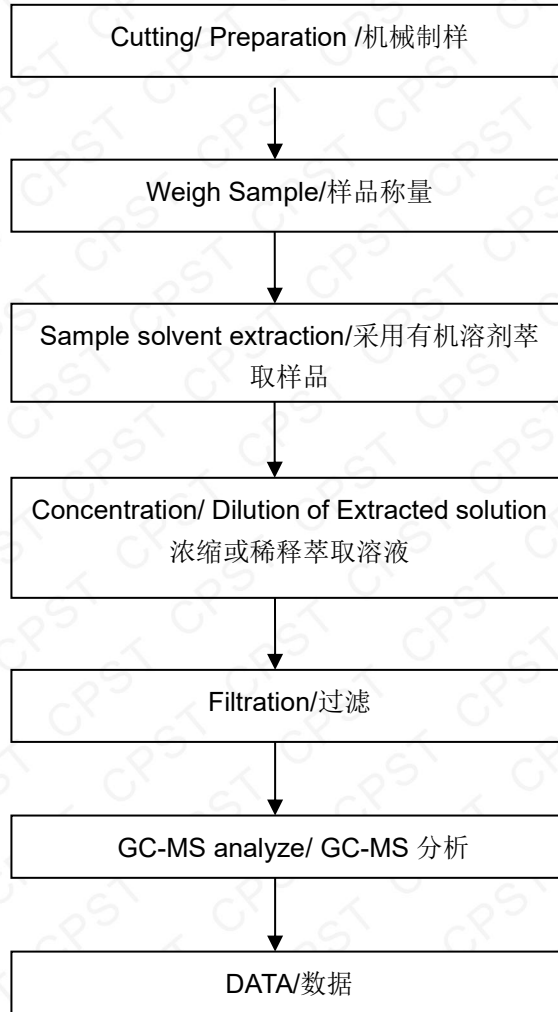 Cutting/ Preparation /机械制样
Weigh Sample/样品称量
Sample solvent extraction/采用有机溶剂萃
取样品
Concentration/ Dilution of Extracted solution
浓缩或稀释萃取溶液
Filtration/过滤
GC-MS analyze/ GC-MS 分析
DATA/数据